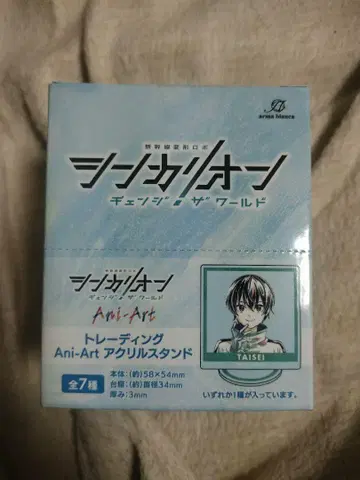 arma bianca
新幹線変形ロボ
シンカリオン
チェンジ ザ ワールド
シンカリオン
チェンジ ザ ワールド
Ani-Art
トレーディング
Ani-Art アクリルスタンド
全7種
本体:(約)58×54mm
台座:(約)直径34mm
厚み:3mm
TAISEI
いずれか1種が入っています。